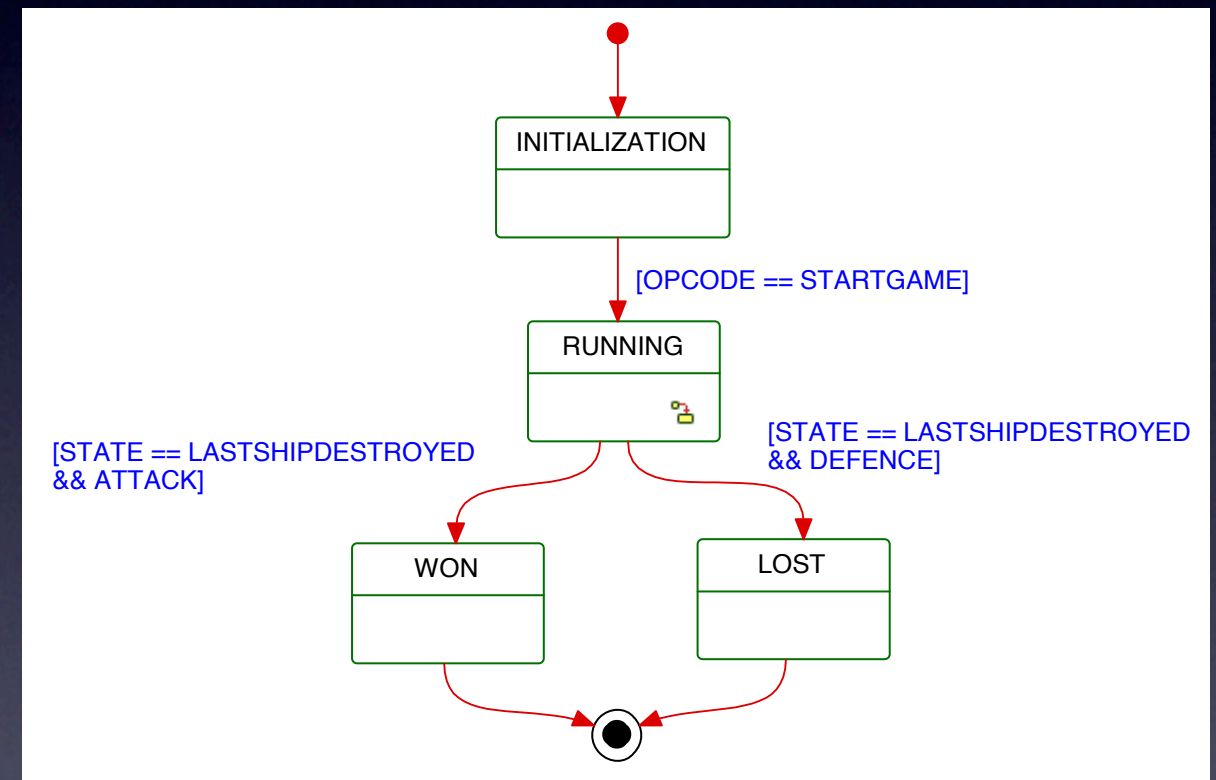 INITIALIZATION
[OPCODE == STARTGAME]
RUNNING
[STATE == LASTSHIPDESTROYED
&& ATTACK]
[STATE == LASTSHIPDESTROYED
&& DEFENCE]
WON
LOST